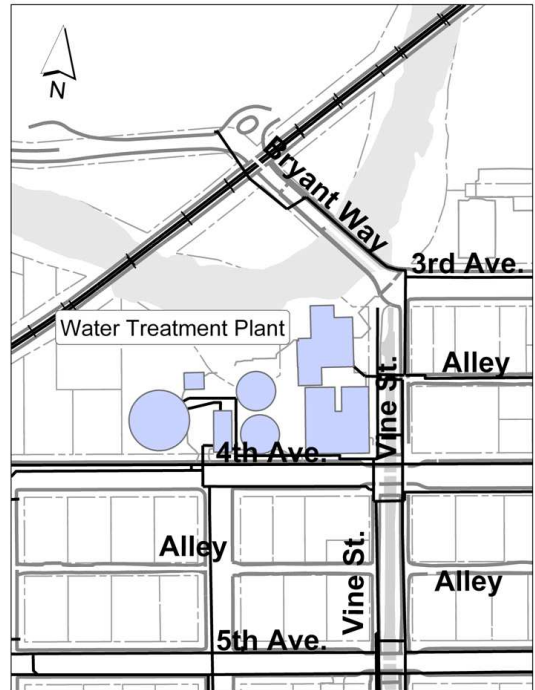 N
Bryant Way
3rd Ave.
Water Treatment Plant
Alley
Vine St.
4th Ave.
Alley
Vine St.
Alley
5th Ave.